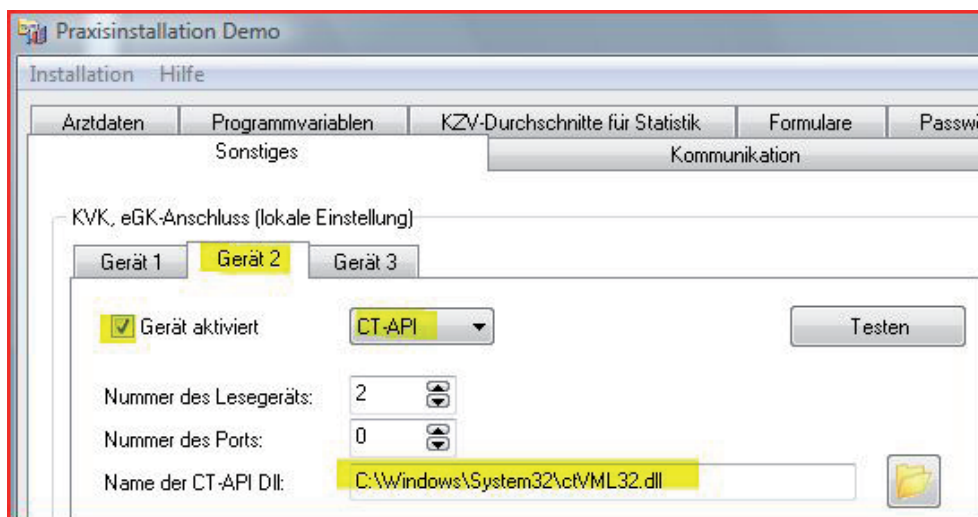 Praxisinstallation Demo
Installation Hilfe
Arztdaten Programmvariablen KZV-Durchschnitte für Statistik Formulare Passwö
Sonstiges Kommunikation
KVK, eGK-Anschluss (lokale Einstellung)
Gerät 1 Gerät 2 Gerät 3
Gerät aktiviert CT-API Testen
Nummer des Lesegeräts: 2
Nummer des Ports: 0
Name der CT-API Dll: C:\Windows\System32\ctVML32.dll